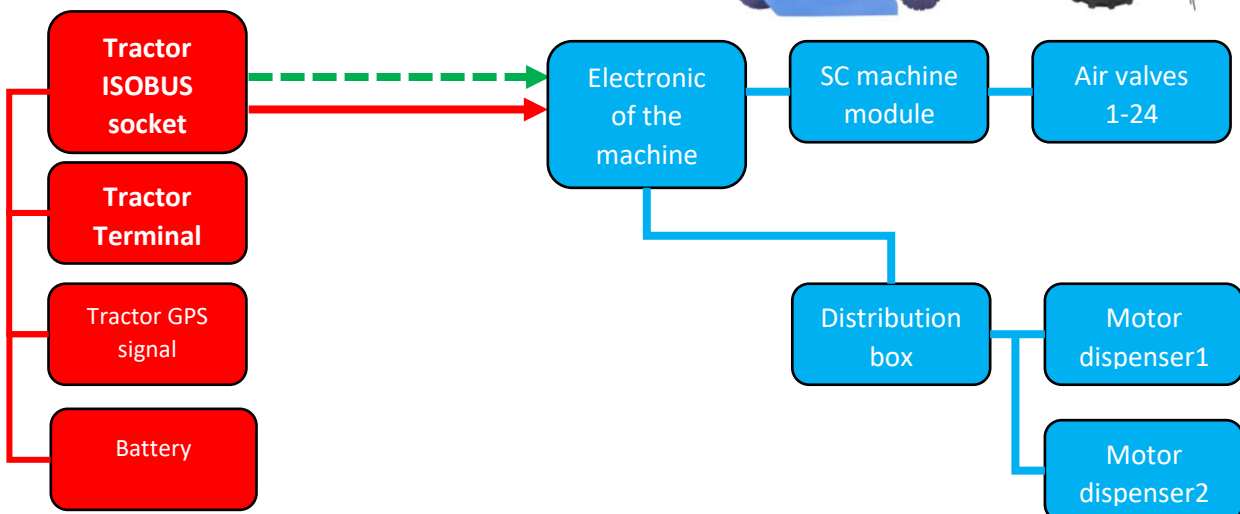 Tractor
ISOBUS
socket
Electronic
of the
machine
SC machine
module
Air valves
1-24
Tractor
Terminal
Tractor GPS
signal
Distribution
box
Motor
dispenser1
Battery
Motor
dispenser2